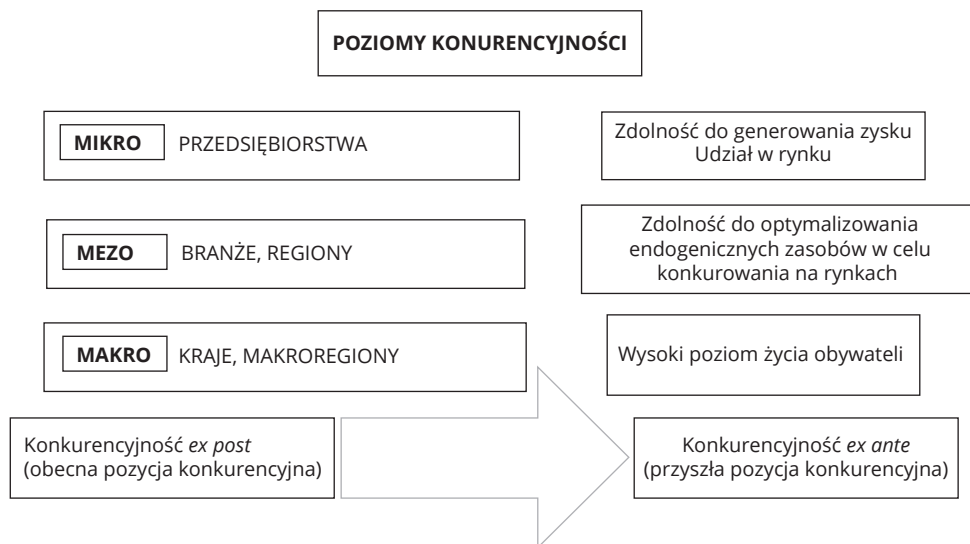 POZIOMY KONURENCYJNOŚCI
MIKRO PRZEDSIĘBIORSTWA
Zdolność do generowania zysku
Udział w rynku
MEZO BRANŻE, REGIONY
Zdolność do optymalizowania
endogenicznych zasobów w celu
konkurowania na rynkach
MAKRO KRAJE, MAKROREGIONY
Wysoki poziom życia obywateli
Konkurencyjność ex post
(obecna pozycja konkurencyjna)
Konkurencyjność ex ante
(przyszła pozycja konkurencyjna)